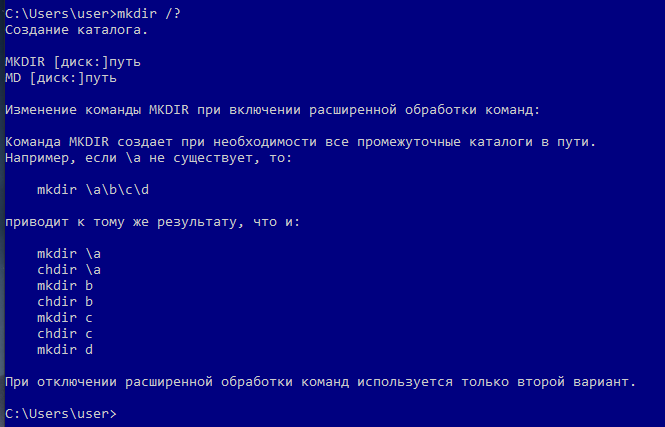 C:\Users\user>mkdir /?
Создание каталога.
MKDIR [диск:]путь
MD [диск:]путь
Изменение команды MKDIR при включении расширенной обработки команд:
Команда MKDIR создает при необходимости все промежуточные каталоги в пути.
Например, если \a не существует, то:
mkdir \a\b\c\d
приводит к тому же результату, что и:
mkdir \a
chdir \a
mkdir b
chdir b
mkdir c
chdir c
mkdir d
При отключении расширенной обработки команд используется только второй вариант.
C:\Users\user>